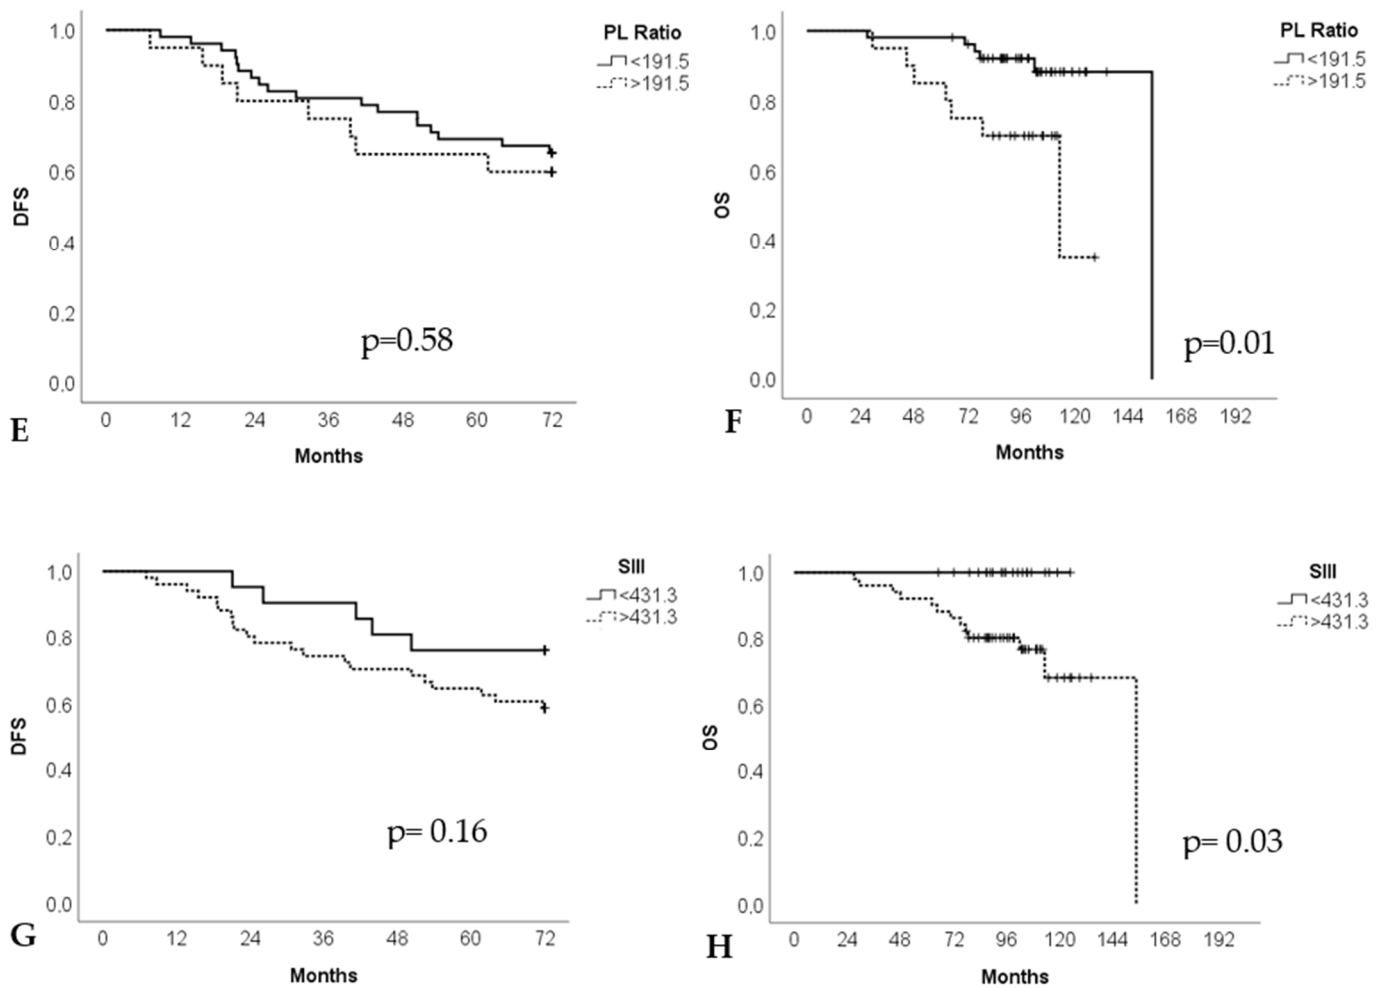 PL Ratio
<191.5
>191.5
1.0
0.8
0.6
0.4
0.2
0.0
DFS
p=0.58
0 12 24 36 48 60 72
Months
E
PL Ratio
<191.5
>191.5
1.0
0.8
0.6
0.4
0.2
0.0
OS
p=0.01
0 24 48 72 96 120 144 168 192
Months
F
SIII
<431.3
>431.3
1.0
0.8
0.6
0.4
0.2
0.0
DFS
p= 0.16
0 12 24 36 48 60 72
Months
G
SIII
<431.3
>431.3
1.0
0.8
0.6
0.4
0.2
0.0
OS
p= 0.03
0 24 48 72 96 120 144 168 192
Months
H